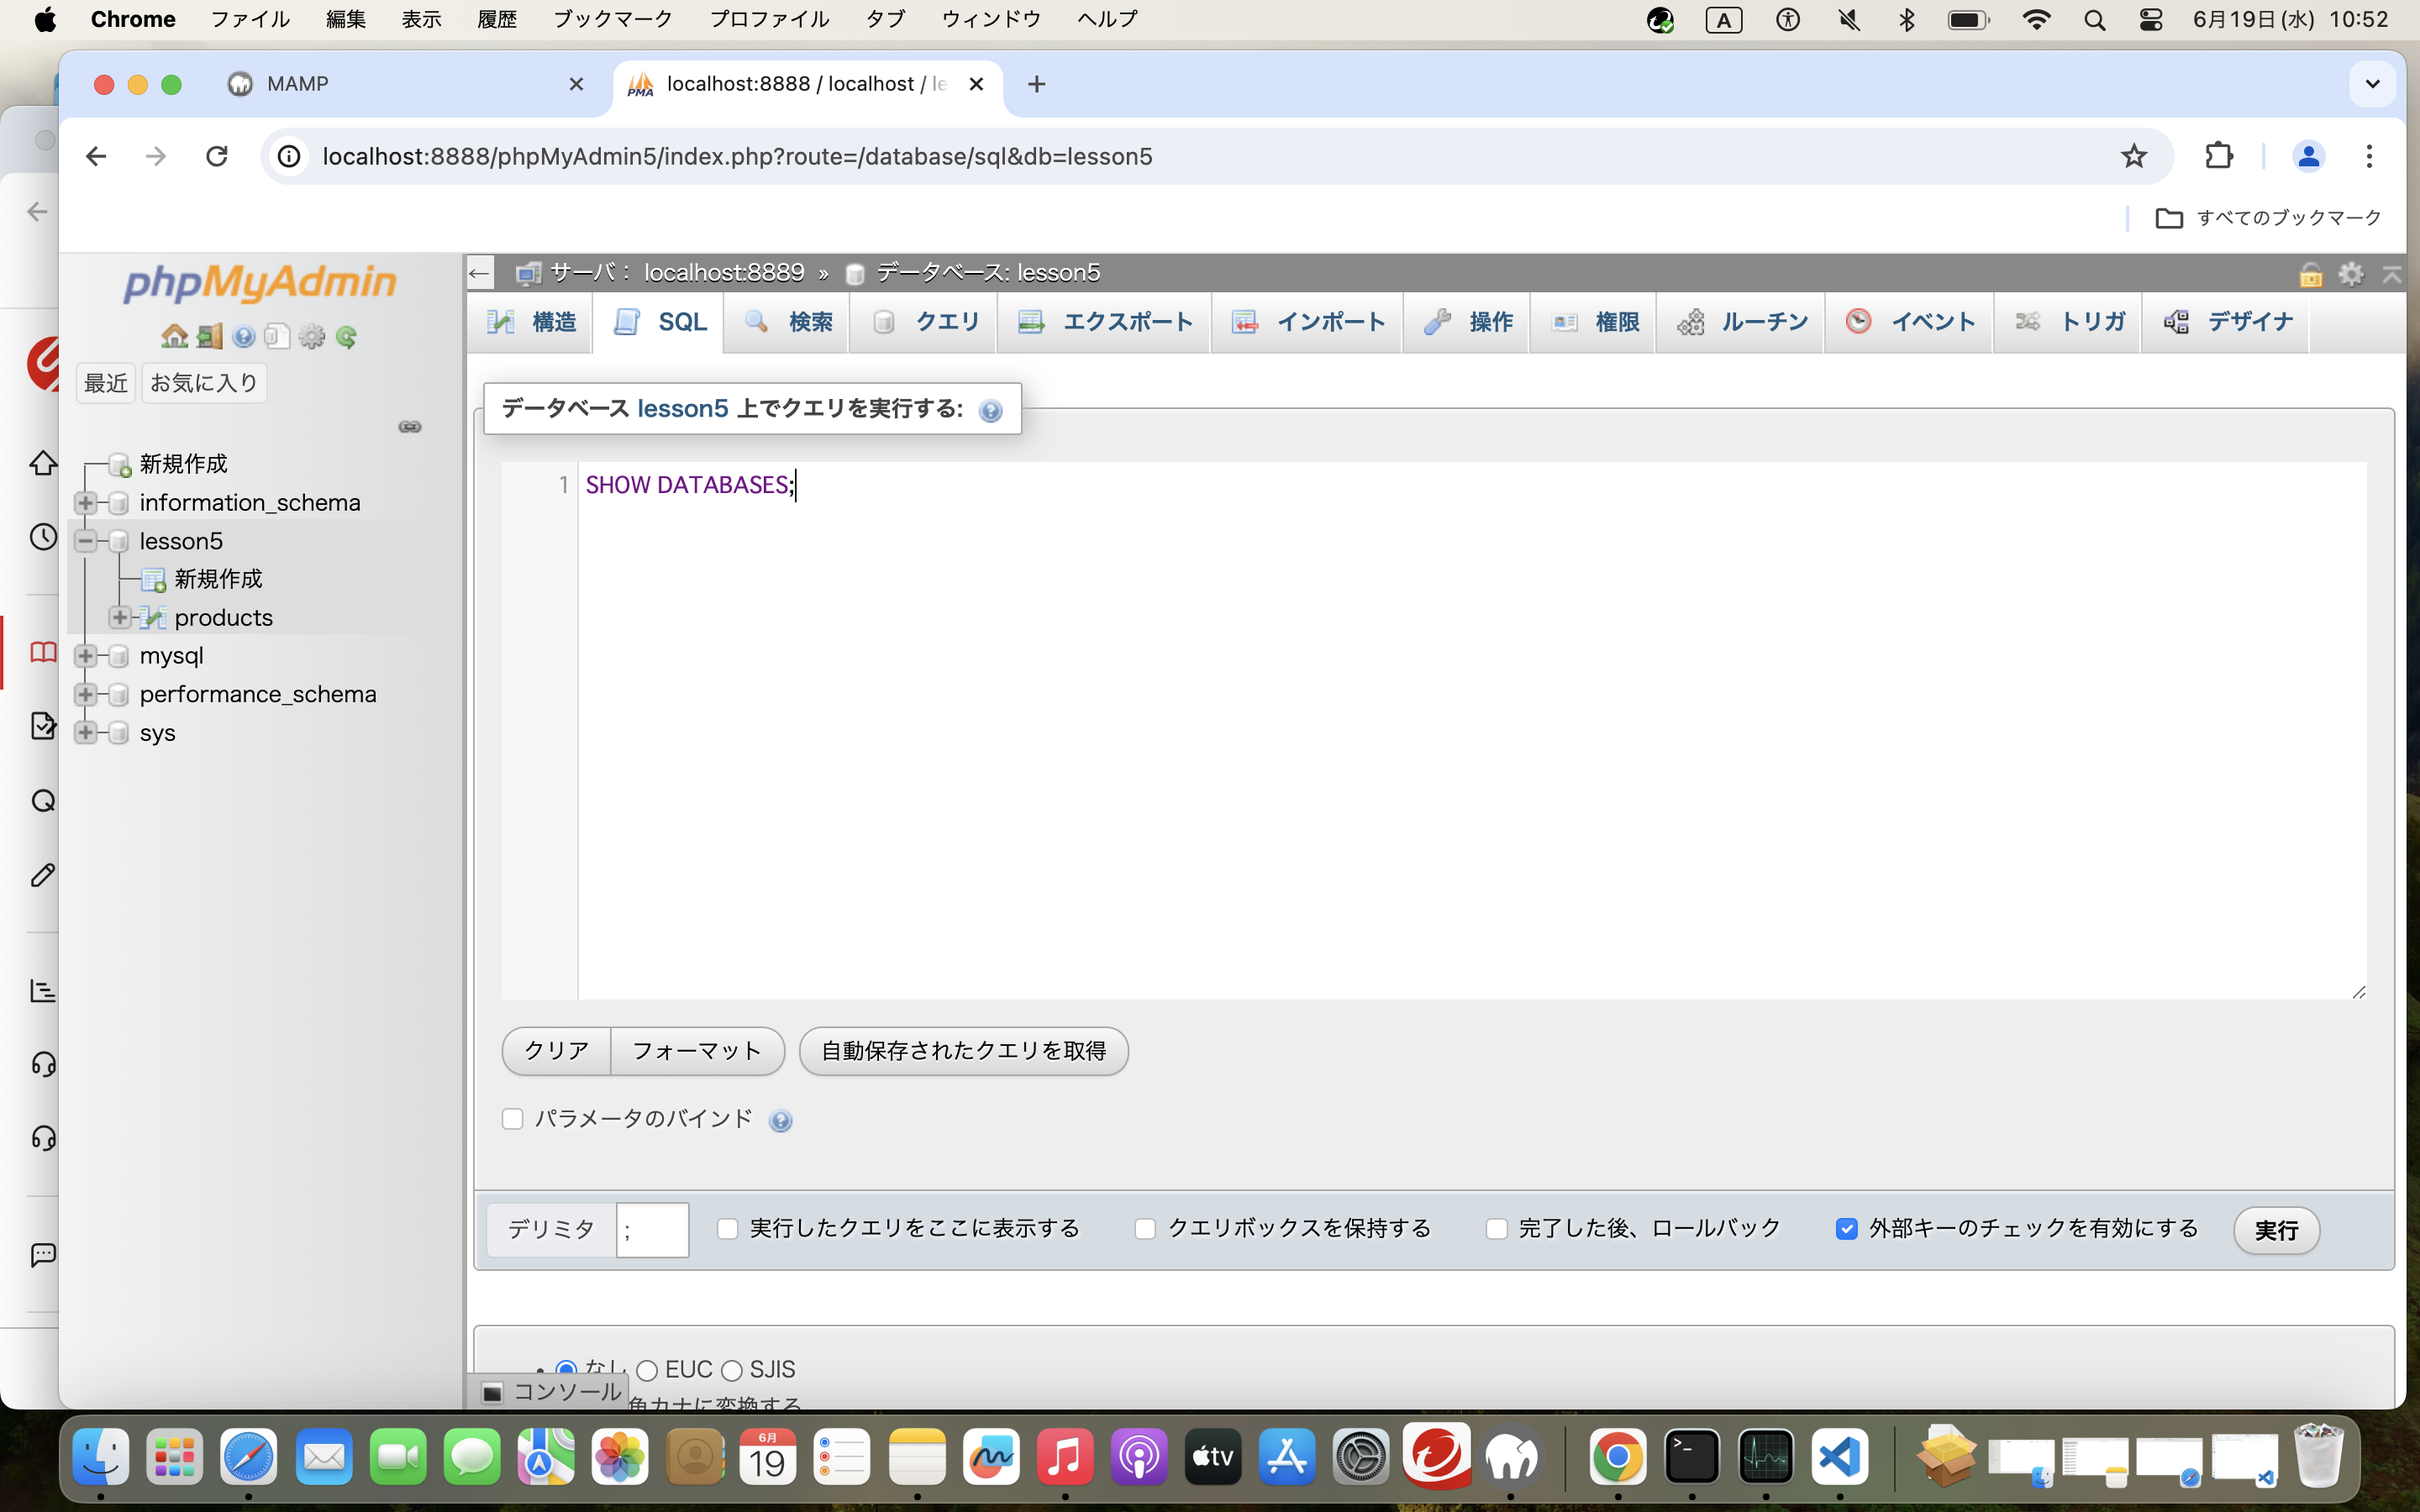 Chrome ファイル 編集 表示 履歴 ブックマーク プロファイル タブ ウィンドウ ヘルプ A 6月19日(水) 10:52
MAMP
PMA localhost:8888 / localhost / le
localhost:8888/phpMyAdmin5/index.php?route=/database/sql&db=lesson5
すべてのブックマーク
phpMyAdmin
最近 お気に入り
新規作成
information_schema
lesson5
新規作成
products
mysql
performance_schema
sys
サーバ： localhost:8889 » データベース: lesson5
構造 SQL 検索 クエリ エクスポート インポート 操作 権限 ルーチン イベント トリガ デザイナ
データベース lesson5 上でクエリを実行する:
1 SHOW DATABASES;
クリア フォーマット 自動保存されたクエリを取得
パラメータのバインド
デリミタ ; 実行したクエリをここに表示する クエリボックスを保持する 完了した後、ロールバック 外部キーのチェックを有効にする 実行
なし EUC SJIS
コンソール
角カナに変換する
6月
19
tv